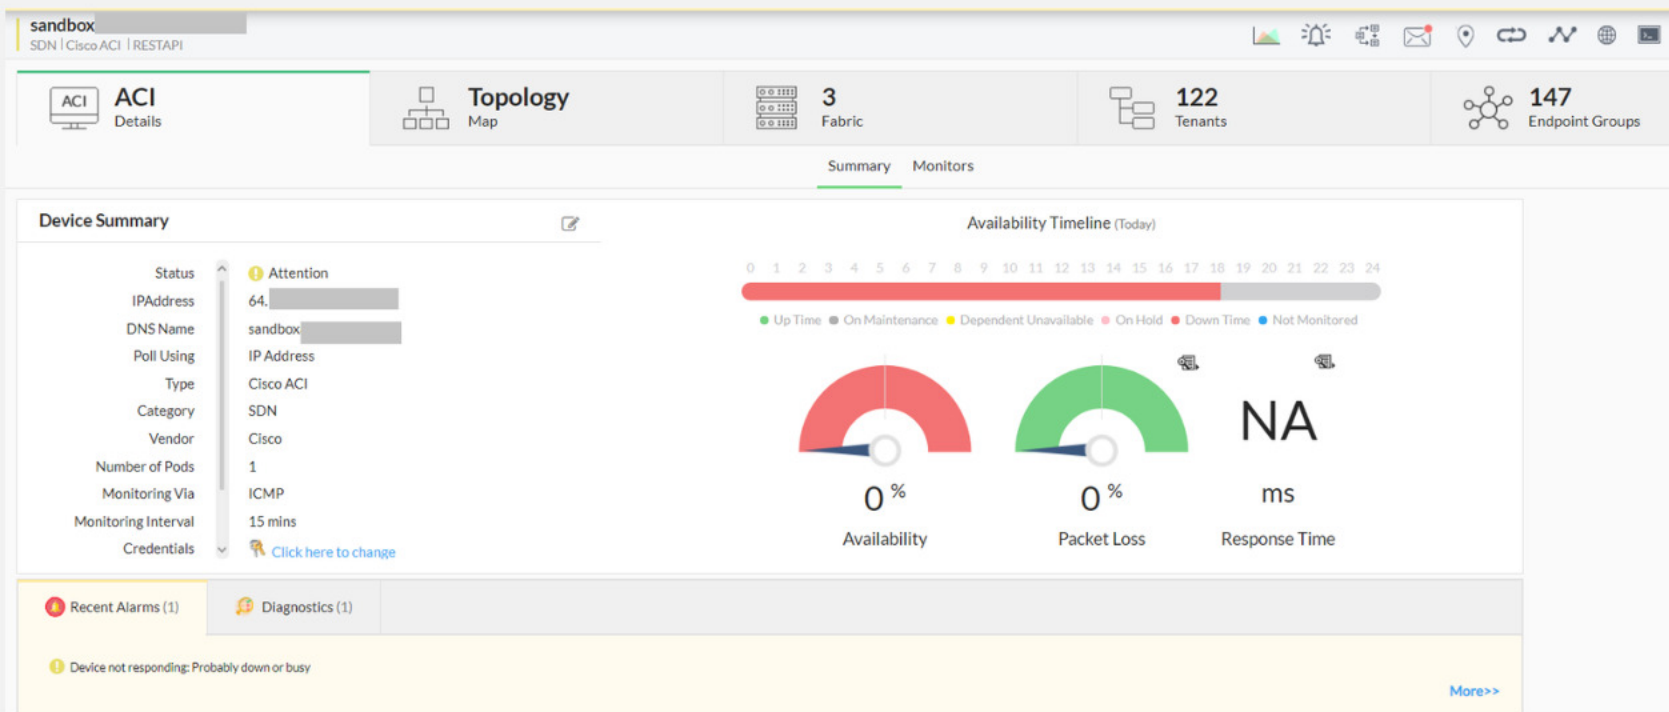 sandbox
SDN | Cisco ACI | RESTAPI
ACI
ACI
Details
Topology
Map
3
Fabric
122
Tenants
147
Endpoint Groups
Summary Monitors
Device Summary
Status Attention
IPAddress 64.
DNS Name sandbox
Poll Using IP Address
Type Cisco ACI
Category SDN
Vendor Cisco
Number of Pods 1
Monitoring Via ICMP
Monitoring Interval 15 mins
Credentials Click here to change
Availability Timeline (Today)
0 1 2 3 4 5 6 7 8 9 10 11 12 13 14 15 16 17 18 19 20 21 22 23 24
Up Time On Maintenance Dependent Unavailable On Hold Down Time Not Monitored
0 %
Availability
0 %
Packet Loss
NA
ms
Response Time
Recent Alarms (1) Diagnostics (1)
Device not responding: Probably down or busy
More>>